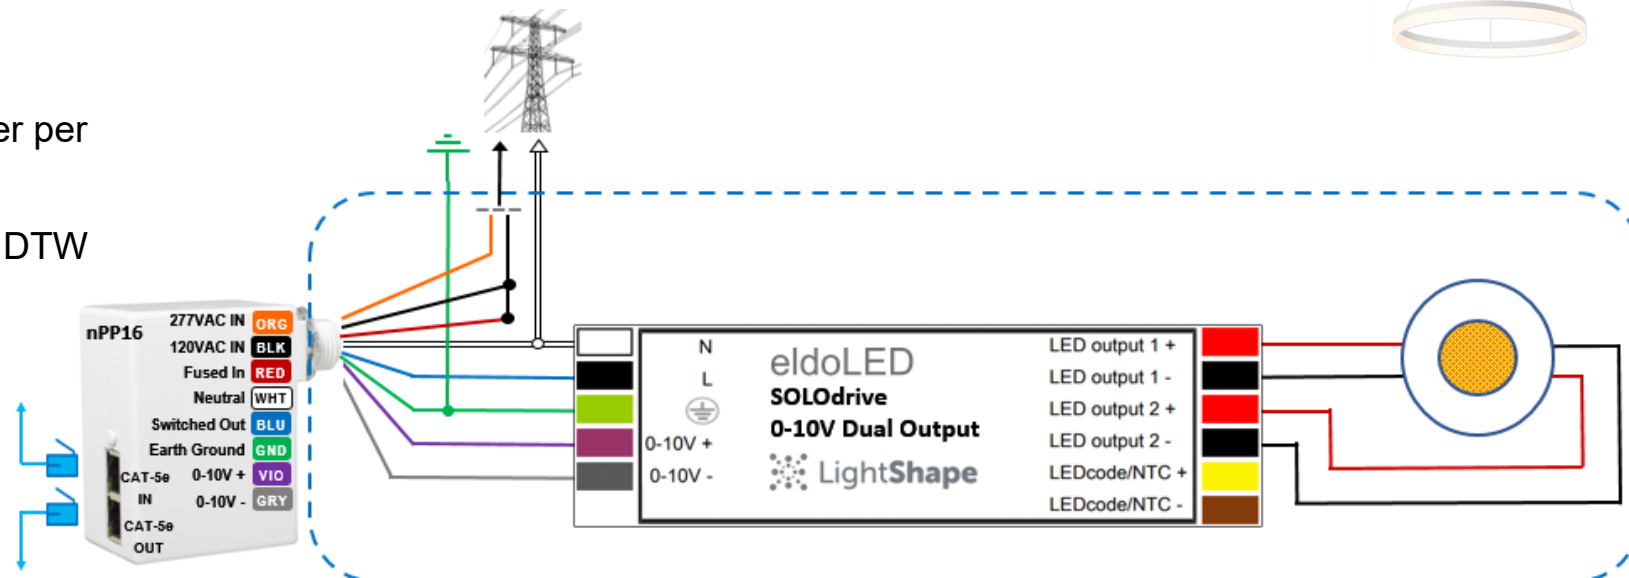 er per
DTW
nPP16
277VAC IN ORG
120VAC IN BLK
Fused In RED
Neutral WHT
Switched Out BLU
Earth Ground GND
0-10V + VIO
0-10V - GRY
CAT-5e
IN
CAT-5e
OUT
N
L
0-10V +
0-10V -
eldoLED
SOLOdrive
0-10V Dual Output
LightShape
LED output 1 +
LED output 1 -
LED output 2 +
LED output 2 -
LEDcode/NTC +
LEDcode/NTC -